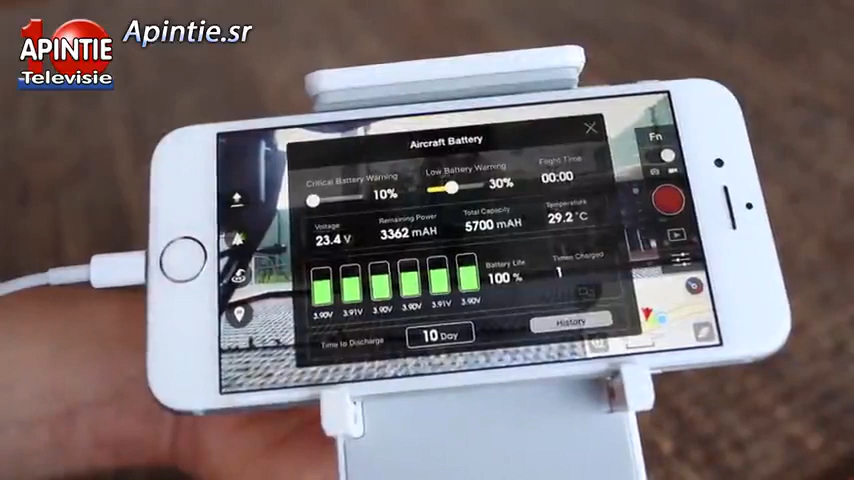 10
APINTIE
Televisie
Apintie.sr
Aircraft Battery
Critical Battery Warning
10%
Low Battery Warning
30%
Flight Time
00:00
Fn
Voltage
23.4 V
Remaining Power
3362 mAH
Total Capacity
5700 mAH
Temperature
29.2 °C
3.90V 3.91V 3.90V 3.90V 3.91V 3.90V
Battery Life
100 %
Times Charged
1
Time to Discharge
10 Day
History